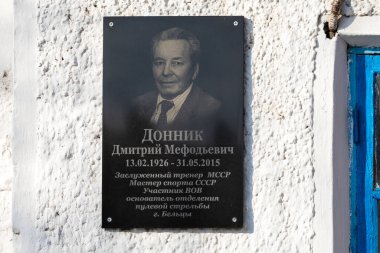 Донник
Дмитрий Мефодьевич
13.02.1926 - 31.05.2015
Заслуженный тренер МССР
Мастер спорта СССР
Участник ВОВ
основатель отделения
пулевой стрельбы
г. Бельцы